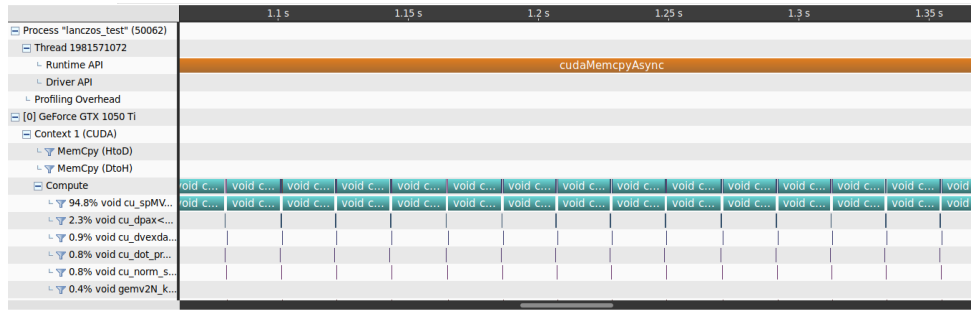 1.1 s 1.15 s 1.2 s 1.25 s 1.3 s 1.35 s
Process "lanczos_test" (50062)
Thread 1981571072
Runtime API cudaMemcpyAsync
Driver API
Profiling Overhead
[0] GeForce GTX 1050 Ti
Context 1 (CUDA)
MemCpy (HtoD)
MemCpy (DtoH)
Compute void c... void c... void c... void c... void c... void c... void c... void c... void c... void c... void c... void c... void c... void c... void
94.8% void cu_spMV... void c... void c... void c... void c... void c... void c... void c... void c... void c... void c... void c... void c... void c... void c... void
2.3% void cu_dpax<...
0.9% void cu_dvexda...
0.8% void cu_dot_pr...
0.8% void cu_norm_s...
0.4% void gemv2N_k...